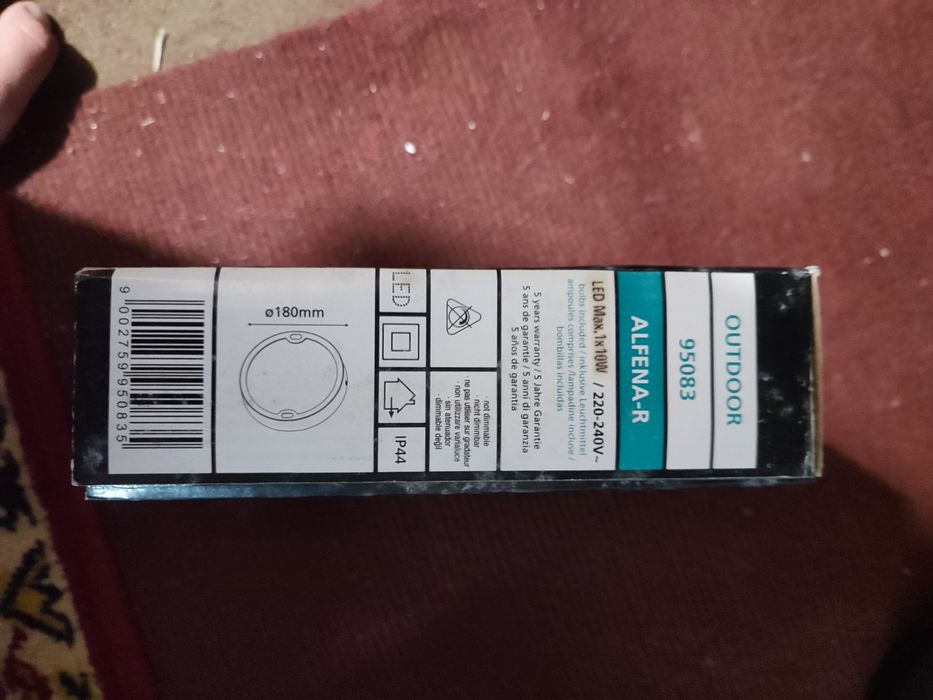 OUTDOOR
95083
ALFENA-R
LED Max. 1x10W / 220-240V~
bulbs included / inklusive Leuchtmittel
ampoules comprises /lampadine incluse /
bombillas incluidas
5 years warranty / 5 Jahre Garantie
5 ans de garantie / 5 anni di garanzia
5 años de garantia
· not dimmable
· nicht dimmbar
· ne pas utiliser sur gradateur
· non utilizzare varialuce
· sin atenuador
· dimmable değil
LED
IP44
ø180mm
9 002759 950835